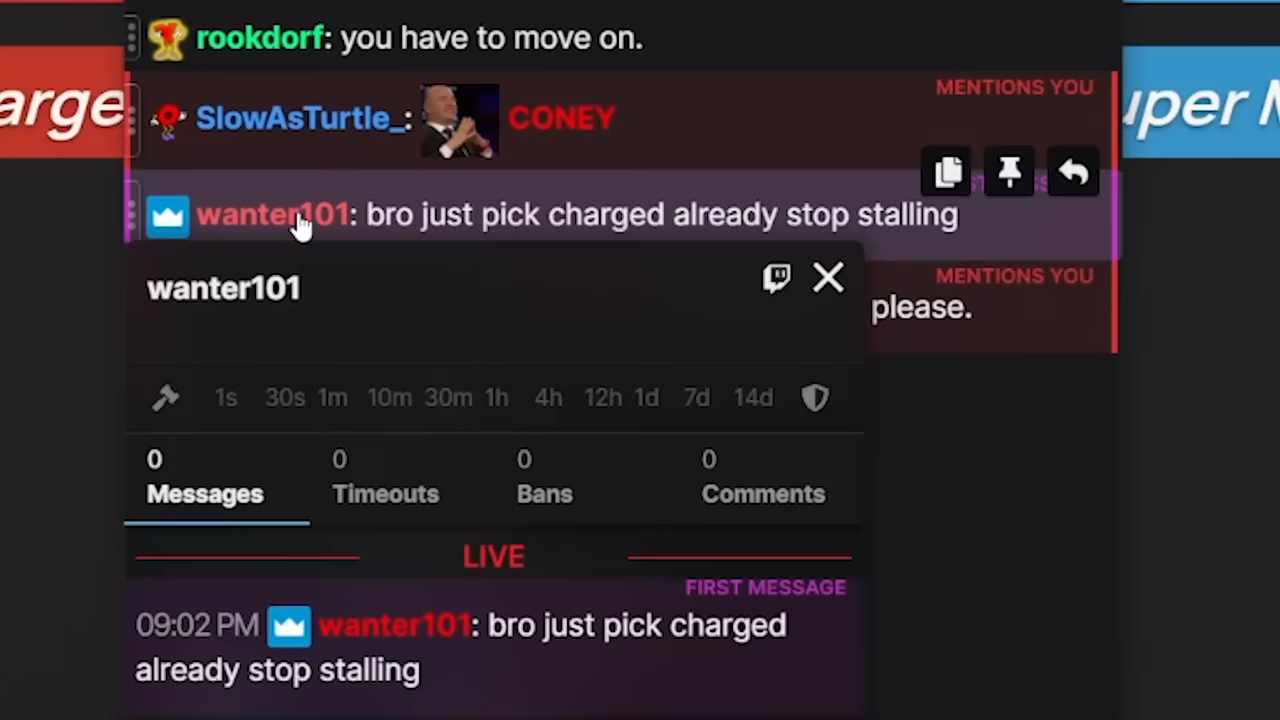 rookdorf: you have to move on.
MENTIONS YOU
arge
SlowAsTurtle_: CONEY
uper M
wanter101: bro just pick charged already stop stalling
MENTIONS YOU
please.
wanter101
1s 30s 1m 10m 30m 1h 4h 12h 1d 7d 14d
0 0 0 0
Messages Timeouts Bans Comments
LIVE
FIRST MESSAGE
09:02 PM wanter101: bro just pick charged
already stop stalling